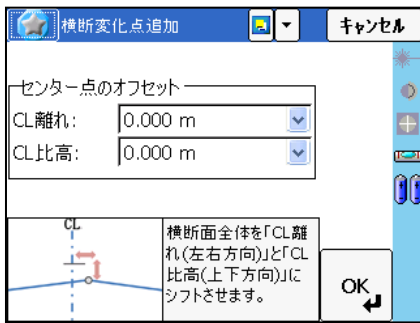 横断変化点追加
キャンセル
センター点のオフセット
CL離れ: 0.000 m
CL比高: 0.000 m
CL
横断面全体を「CL離
れ(左右方向)」と「CL
比高(上下方向)」に
シフトさせます。
OK